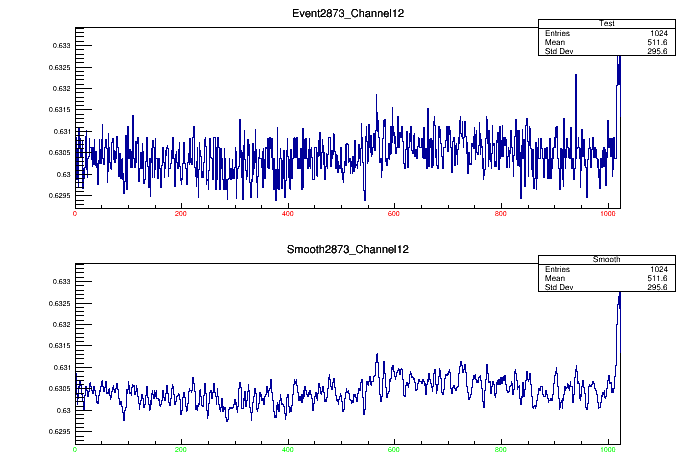 Event2873_Channel12
Test
Entries 1024
Mean 511.6
Std Dev 295.6
0.633
0.6325
0.632
0.6315
0.631
0.6305
0.63
0.6295
0 200 400 600 800 1000
Smooth2873_Channel12
Smooth
Entries 1024
Mean 511.6
Std Dev 295.6
0.633
0.6325
0.632
0.6315
0.631
0.6305
0.63
0.6295
0 200 400 600 800 1000